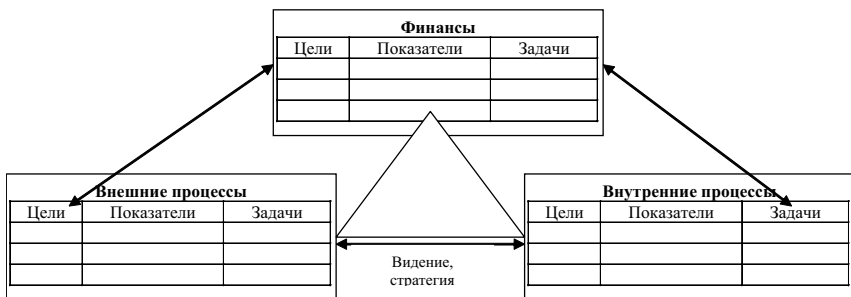 Финансы
Цели Показатели Задачи
Внешние процессы
Цели Показатели Задачи
Внутренние процессы
Цели Показатели Задачи
Видение,
стратегия